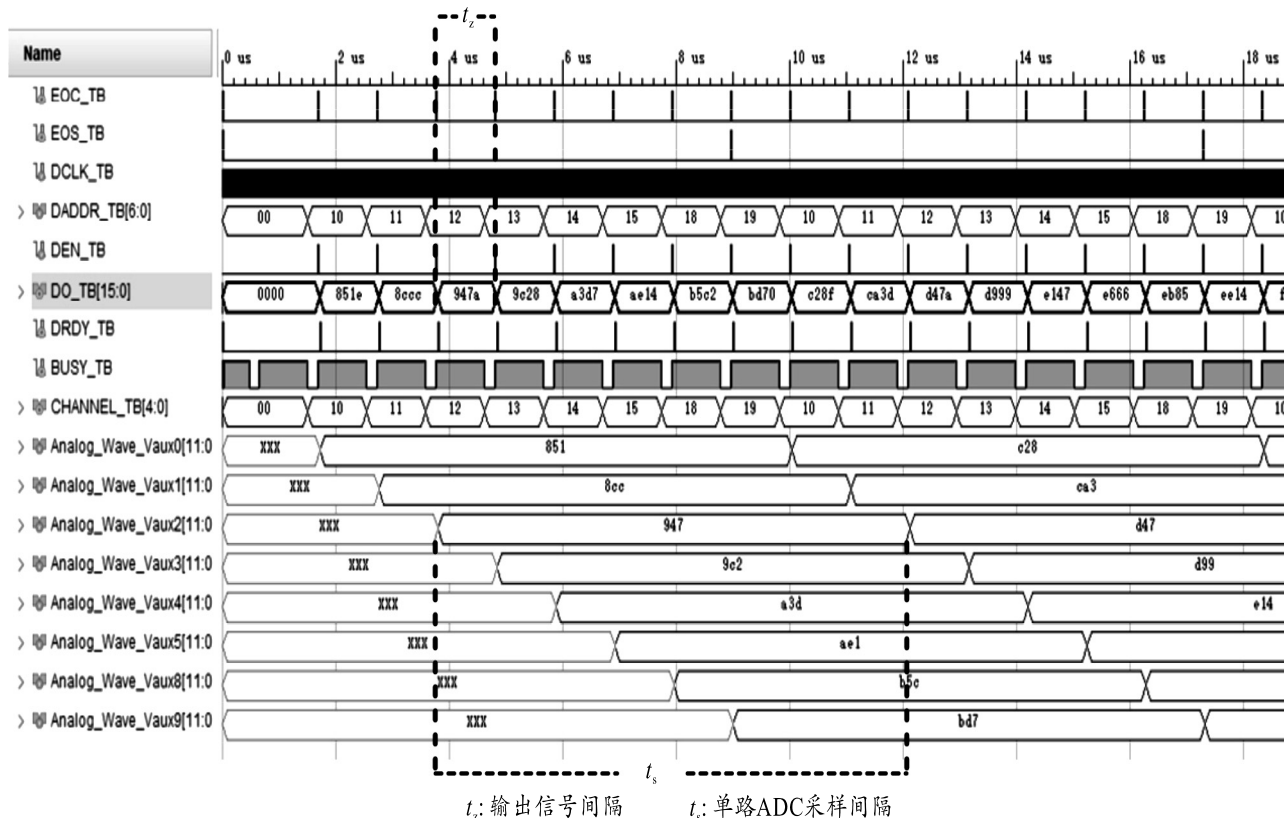 t_z
Name
0 us 2 us 4 us 6 us 8 us 10 us 12 us 14 us 16 us 18 us
EOC_TB
EOS_TB
DCLK_TB
DADDR_TB[6:0] 00 10 11 12 13 14 15 18 19 10 11 12 13 14 15 18 19 10
DEN_TB
DO_TB[15:0] 0000 851e 8ccc 947a 9c28 a3d7 ae14 b5c2 bd70 c28f ca3d d47a d999 e147 e666 eb85 ee14 f
DRDY_TB
BUSY_TB
CHANNEL_TB[4:0] 00 10 11 12 13 14 15 18 19 10 11 12 13 14 15 18 19 10
Analog_Wave_Vaux0[11:0 XXX 851 c28
Analog_Wave_Vaux1[11:0 XXX 8cc ca3
Analog_Wave_Vaux2[11:0 XXX 947 d47
Analog_Wave_Vaux3[11:0 XXX 9c2 d99
Analog_Wave_Vaux4[11:0 XXX a3d e14
Analog_Wave_Vaux5[11:0 XXX ae1
Analog_Wave_Vaux8[11:0 XXX b5c
Analog_Wave_Vaux9[11:0 XXX bd7
t_s
t_z: 输出信号间隔 t_s: 单路ADC采样间隔